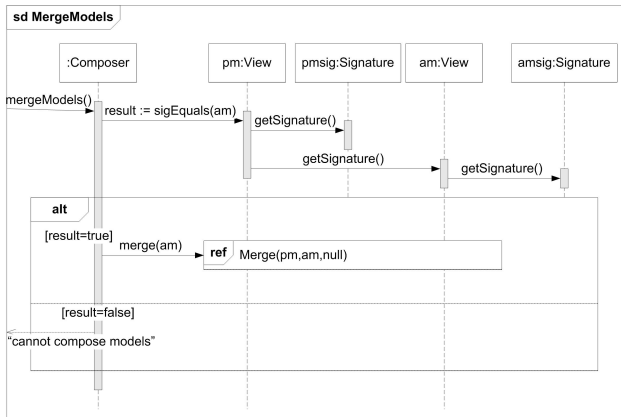 sd MergeModels
:Composer
pm:View
pmsig:Signature
am:View
amsig:Signature
mergeModels()
result := sigEquals(am)
getSignature()
getSignature()
getSignature()
alt
[result=true]
merge(am)
ref
Merge(pm,am,null)
[result=false]
“cannot compose models”